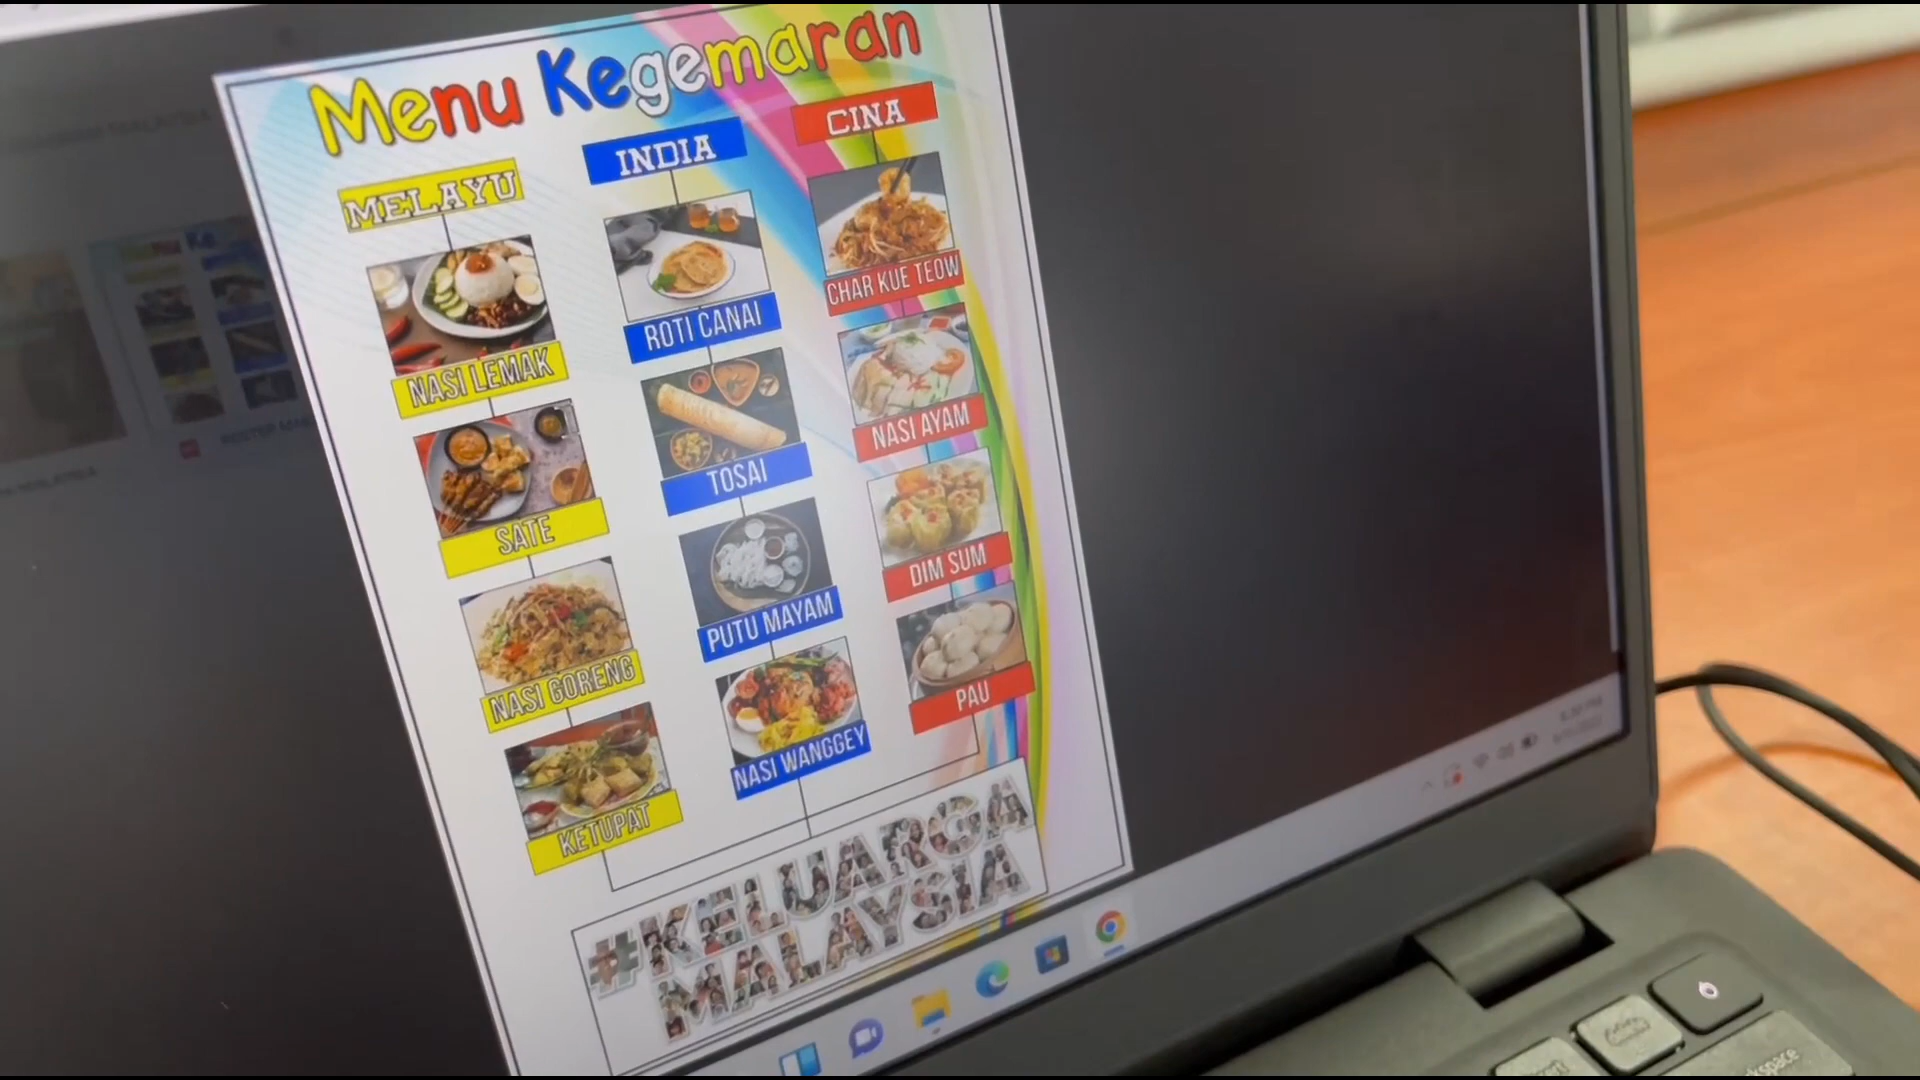 Menu Kegemaran
MELAYU
NASI LEMAK
SATE
NASI GORENG
KETUPAT
INDIA
ROTI CANAI
TOSAI
PUTU MAYAM
NASI WANGGEY
CINA
CHAR KUE TEOW
NASI AYAM
DIM SUM
PAU
#KELUARGA
MALAYSIA